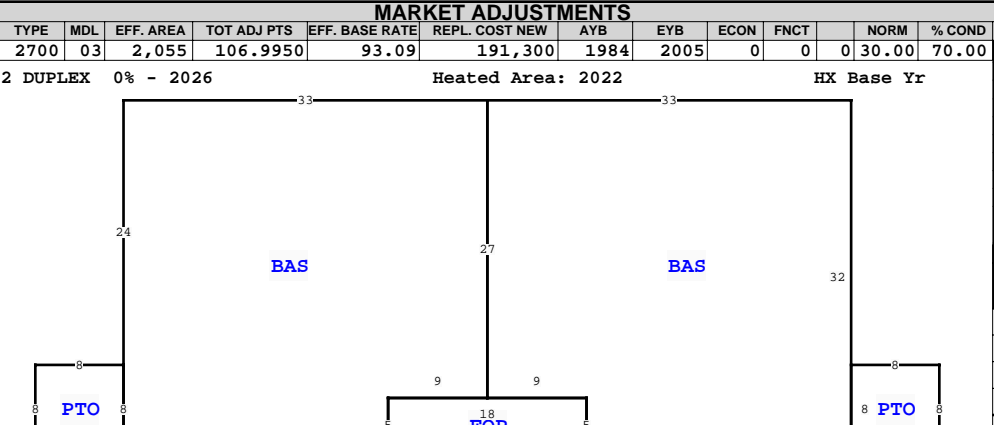 MARKET ADJUSTMENTS
TYPE MDL EFF. AREA TOT ADJ PTS EFF. BASE RATE REPL. COST NEW AYB EYB ECON FNCT NORM % COND
2700 03 2,055 106.9950 93.09 191,300 1984 2005 0 0 0 30.00 70.00
2 DUPLEX 0% - 2026 Heated Area: 2022 HX Base Yr
33 33
24
27
BAS BAS
32
8 8
9 9
8 PTO 8 18 8 PTO 8